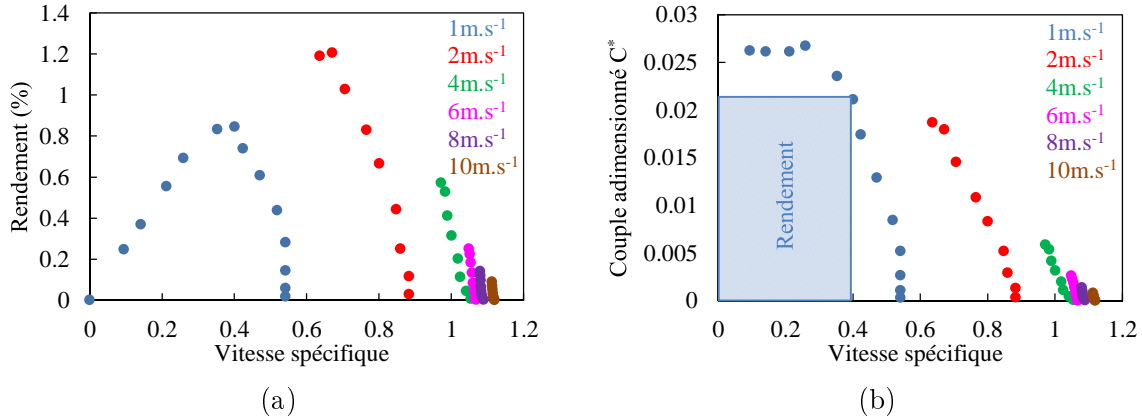 Rendement (%)
1.4
1.2
1
0.8
0.6
0.4
0.2
0
0
0.2
0.4
0.6
0.8
1
1.2
Vitesse spécifique
1m.s⁻¹
2m.s⁻¹
4m.s⁻¹
6m.s⁻¹
8m.s⁻¹
10m.s⁻¹
(a)
Couple adimensionné C*
0.03
0.025
0.02
0.015
0.01
0.005
0
0
0.2
0.4
0.6
0.8
1
1.2
Vitesse spécifique
Rendement
1m.s⁻¹
2m.s⁻¹
4m.s⁻¹
6m.s⁻¹
8m.s⁻¹
10m.s⁻¹
(b)